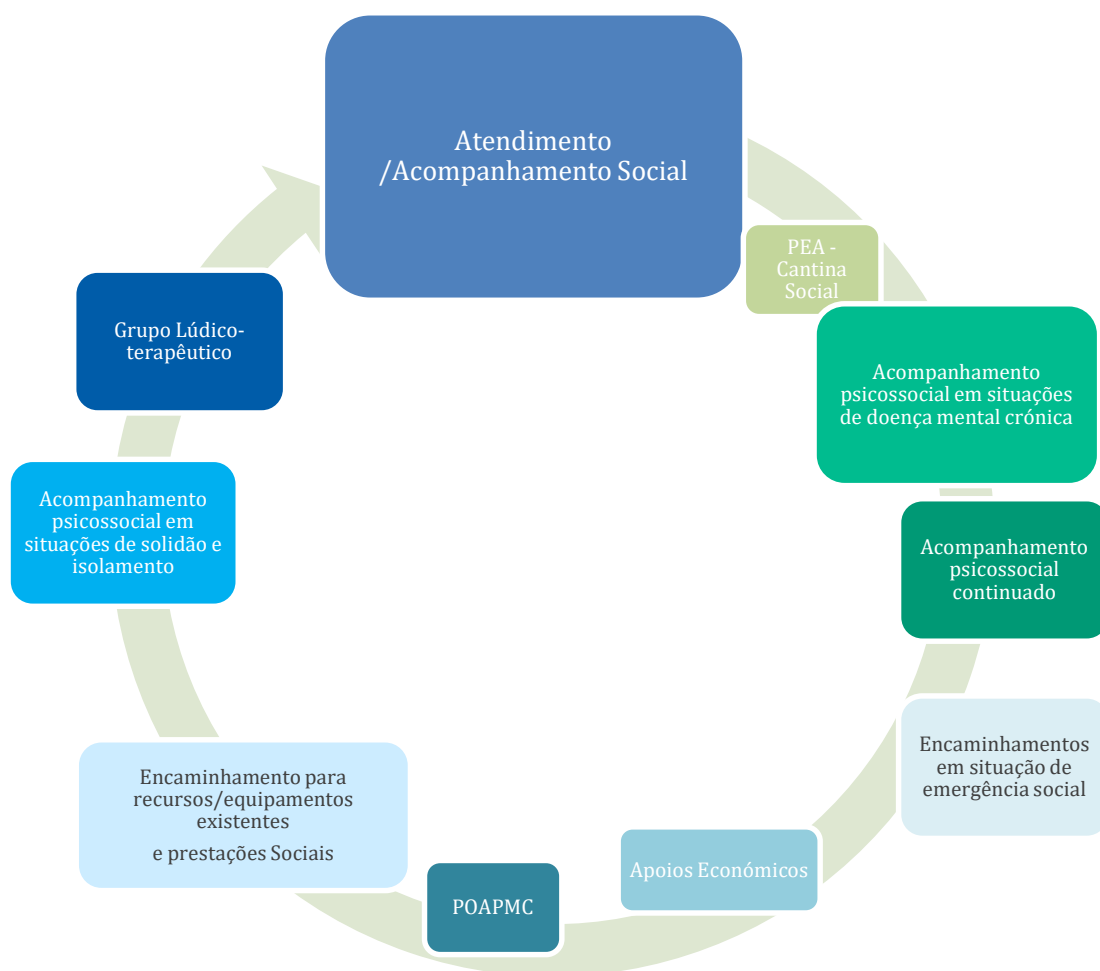 Atendimento
/Acompanhamento Social
PEA -
Cantina
Social
Acompanhamento
psicossocial em situações
de doença mental crónica
Acompanhamento
psicossocial
continuado
Encaminhamentos
em situação de
emergência social
Apoios Económicos
POAPMC
Encaminhamento para
recursos/equipamentos
existentes
e prestações Sociais
Acompanhamento
psicossocial em
situações de solidão e
isolamento
Grupo Lúdico-
terapêutico